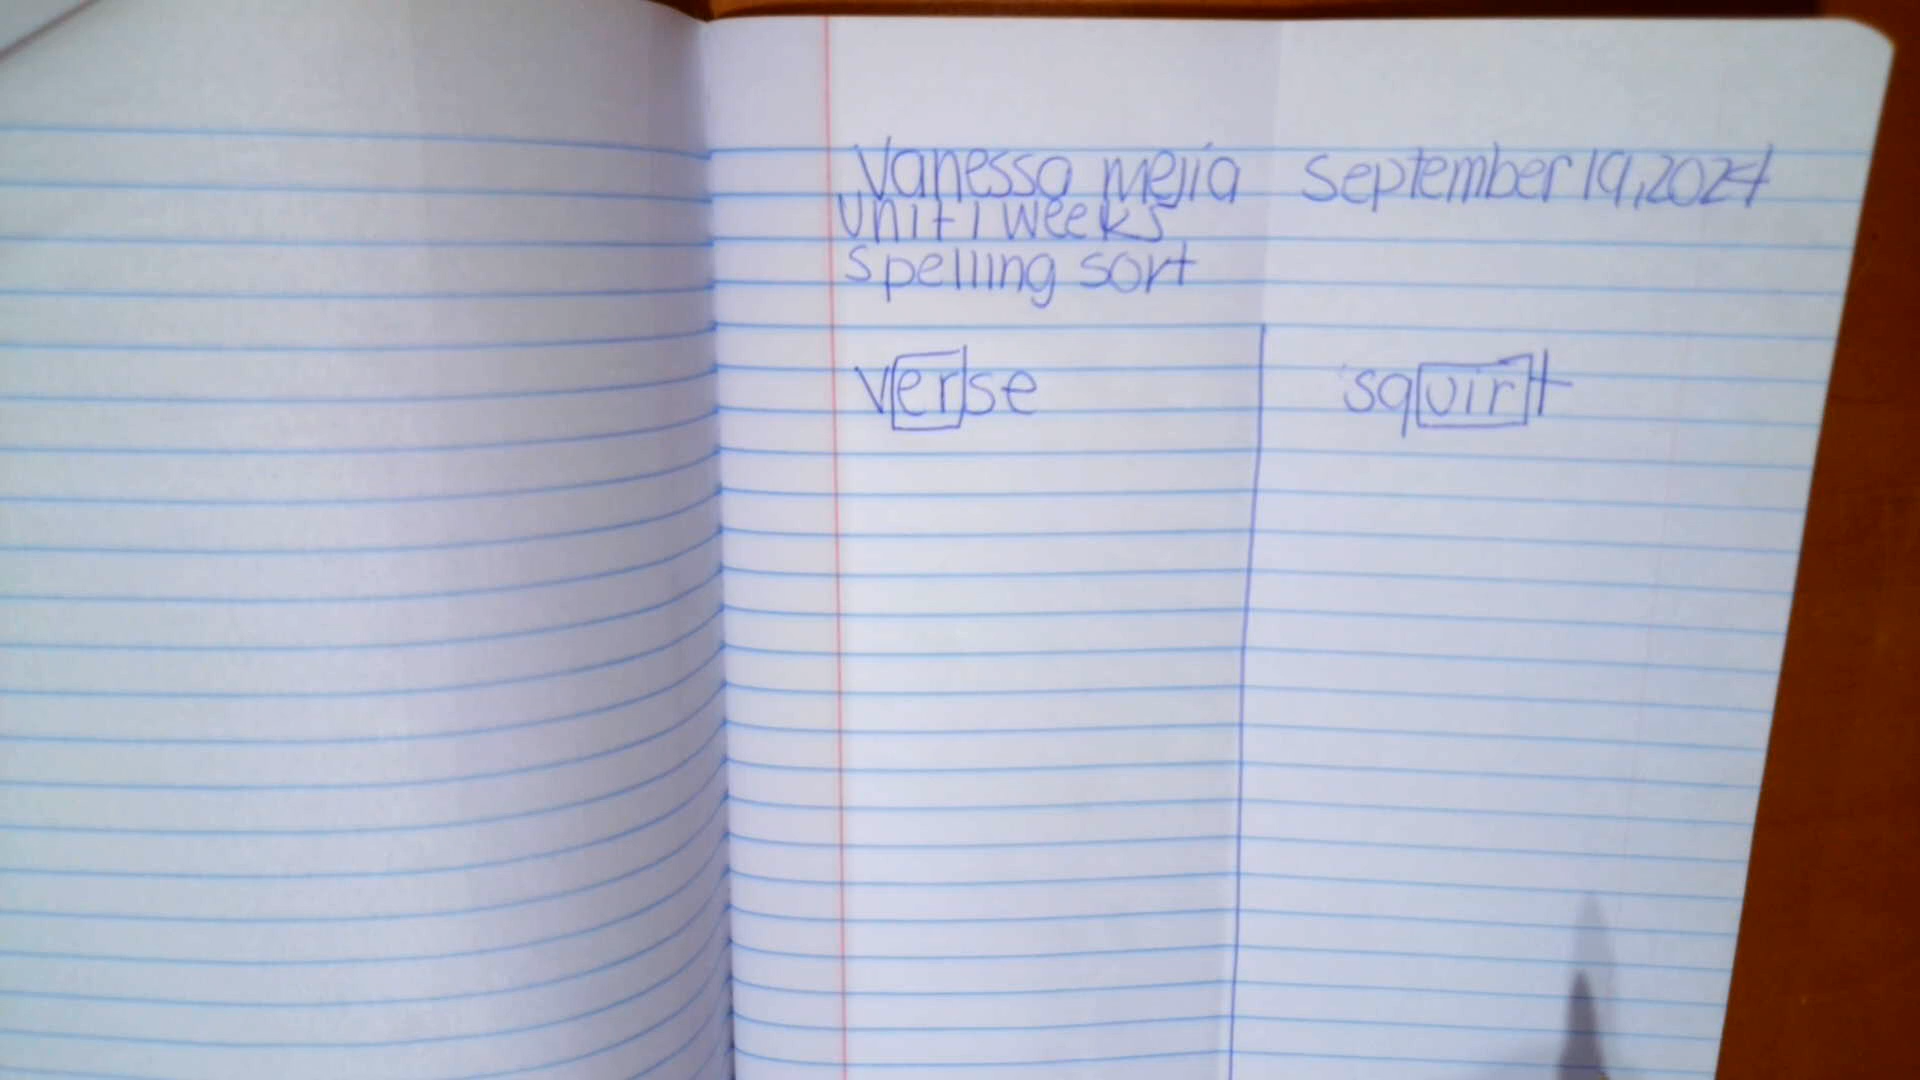 Vanessa mejia September 19, 2024
Unit 1 week 5
Spelling sort
verse squirt